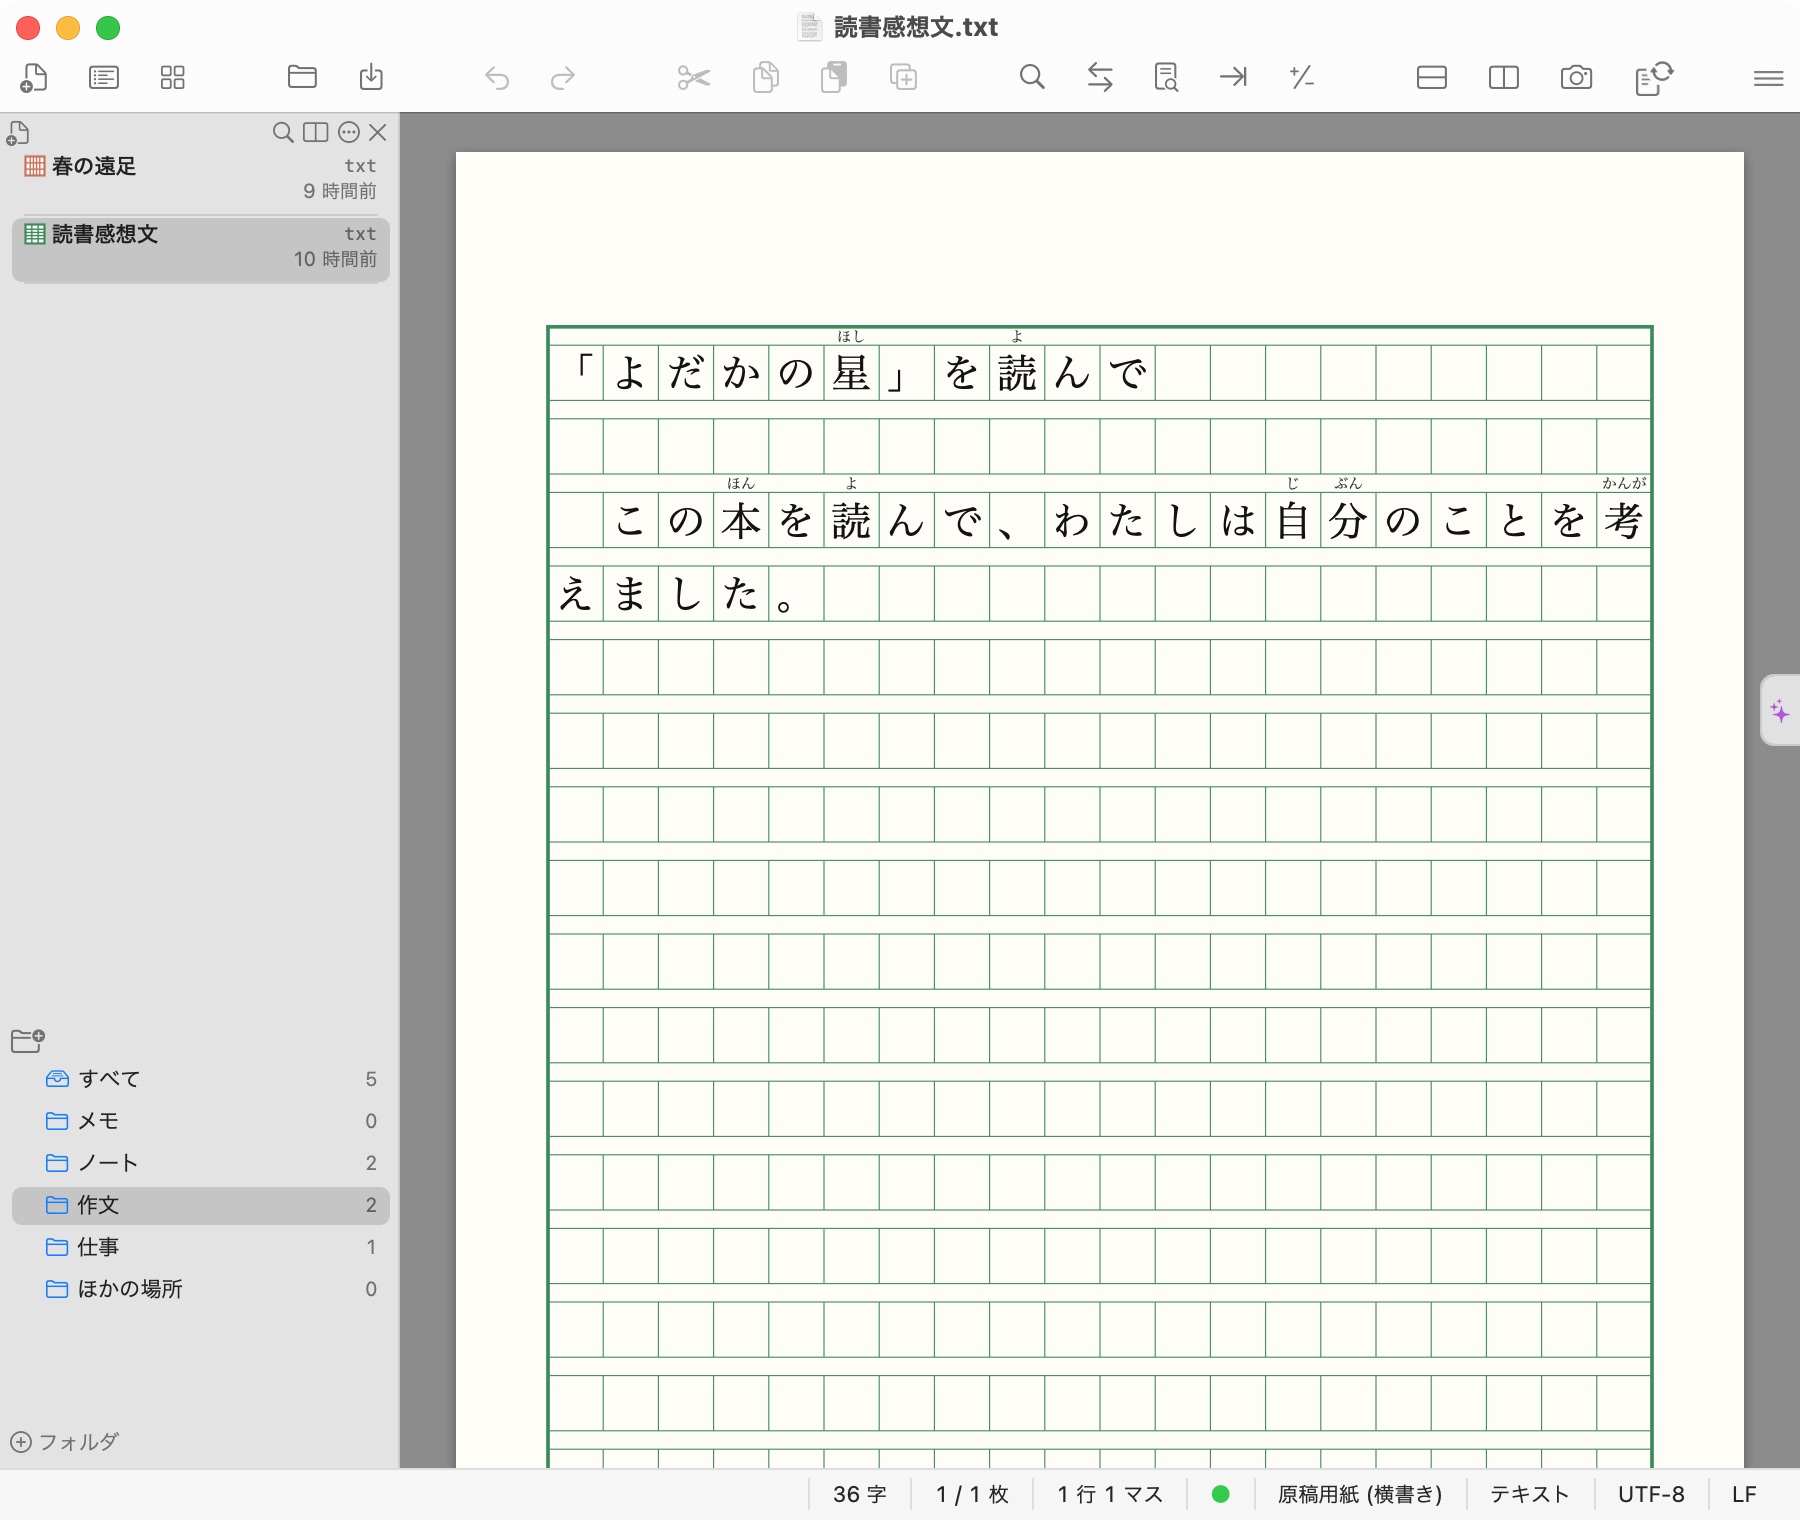 読書感想文.txt
春の遠足 txt
9 時間前
読書感想文 txt
10 時間前
すべて 5
メモ 0
ノート 2
作文 2
仕事 1
ほかの場所 0
フォルダ
ほし よ
「よだかの星」を読んで
ほん よ じ ぶん かんが
この本を読んで、わたしは自分のことを考
えました。
36 字 1 / 1 枚 1 行 1 マス 原稿用紙 (横書き) テキスト UTF-8 LF